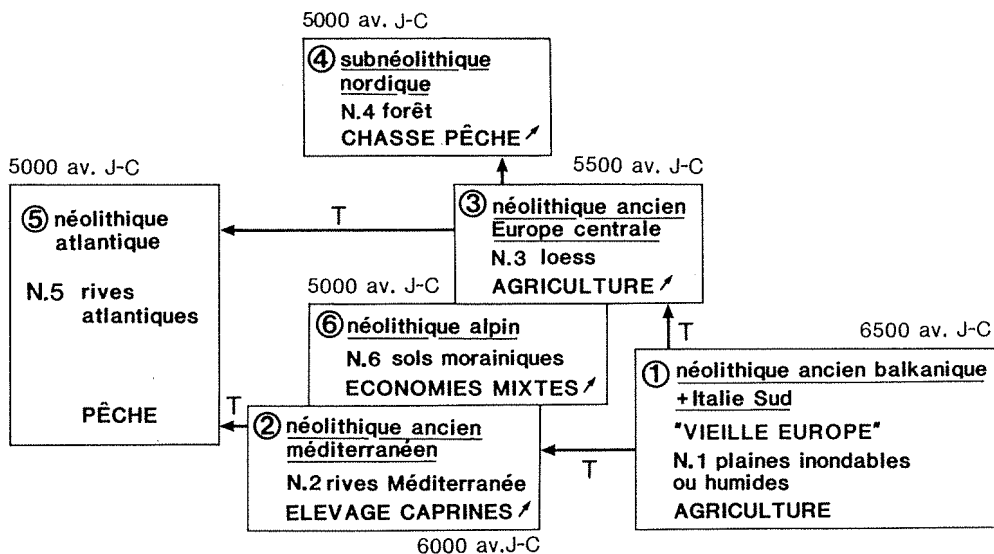 5000 av. J-C
④ subnéolithique
nordique
N.4 forêt
CHASSE PÊCHE
5000 av. J-C
⑤ néolithique
atlantique
N.5 rives
atlantiques
PÊCHE
T
5500 av. J-C
③ néolithique ancien
Europe centrale
N.3 loess
AGRICULTURE
5000 av. J-C
⑥ néolithique alpin
N.6 sols morainiques
ECONOMIES MIXTES
T
T
② néolithique ancien
méditerranéen
N.2 rives Méditerranée
ELEVAGE CAPRINES
6000 av.J-C
T
6500 av. J-C
① néolithique ancien balkanique
+Italie Sud
"VIEILLE EUROPE"
N.1 plaines inondables
ou humides
AGRICULTURE